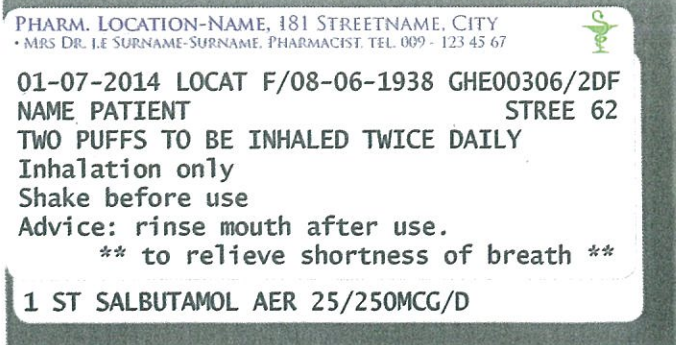 PHARM. LOCATION-NAME, 181 STREETNAME, CITY
• MRS DR. J.E SURNAME-SURNAME, PHARMACIST, TEL. 009 - 123 45 67
01-07-2014 LOCAT F/08-06-1938 GHE00306/2DF
NAME PATIENT STREE 62
TWO PUFFS TO BE INHALED TWICE DAILY
Inhalation only
Shake before use
Advice: rinse mouth after use.
** to relieve shortness of breath **
1 ST SALBUTAMOL AER 25/250MCG/D